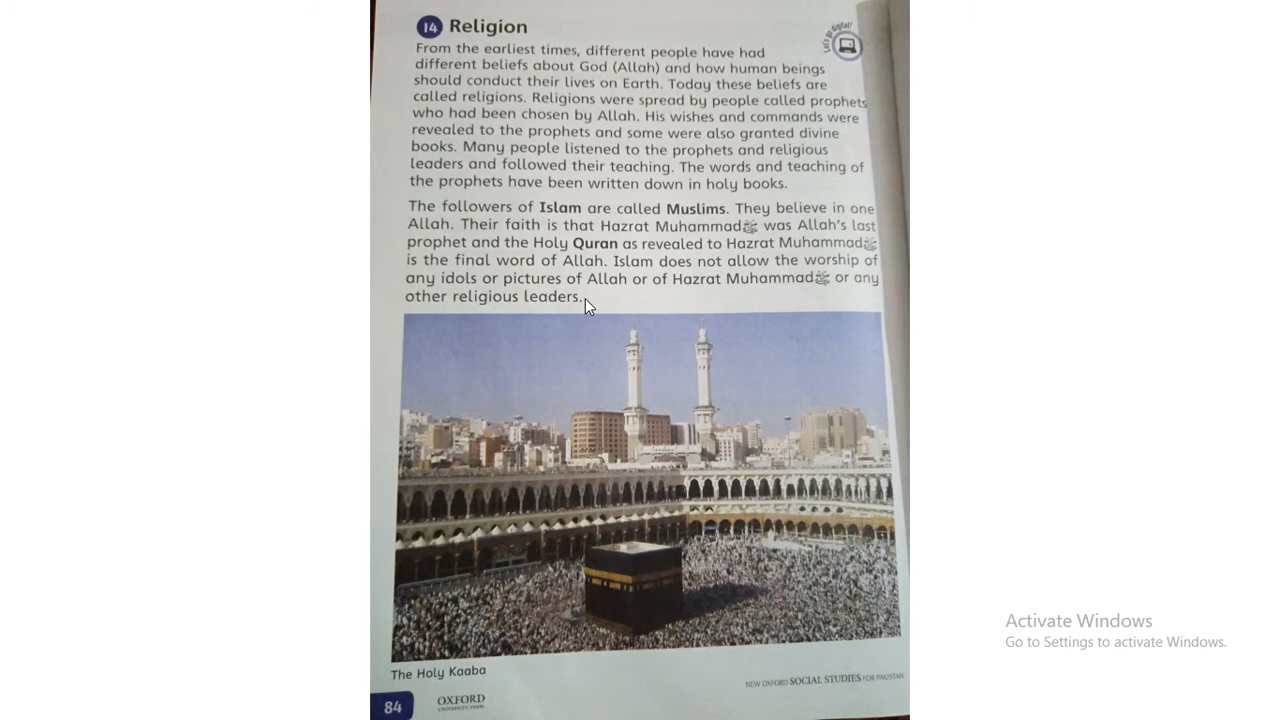 14 Religion
Let's go digital!
From the earliest times, different people have had
different beliefs about God (Allah) and how human beings
should conduct their lives on Earth. Today these beliefs are
called religions. Religions were spread by people called prophets
who had been chosen by Allah. His wishes and commands were
revealed to the prophets and some were also granted divine
books. Many people listened to the prophets and religious
leaders and followed their teaching. The words and teaching of
the prophets have been written down in holy books.
The followers of Islam are called Muslims. They believe in one
Allah. Their faith is that Hazrat Muhammadﷺ was Allah's last
prophet and the Holy Quran as revealed to Hazrat Muhammadﷺ
is the final word of Allah. Islam does not allow the worship of
any idols or pictures of Allah or of Hazrat Muhammadﷺ or any
other religious leaders.
The Holy Kaaba
NEW OXFORD SOCIAL STUDIES FOR PAKISTAN
84
OXFORD
UNIVERSITY PRESS
Activate Windows
Go to Settings to activate Windows.